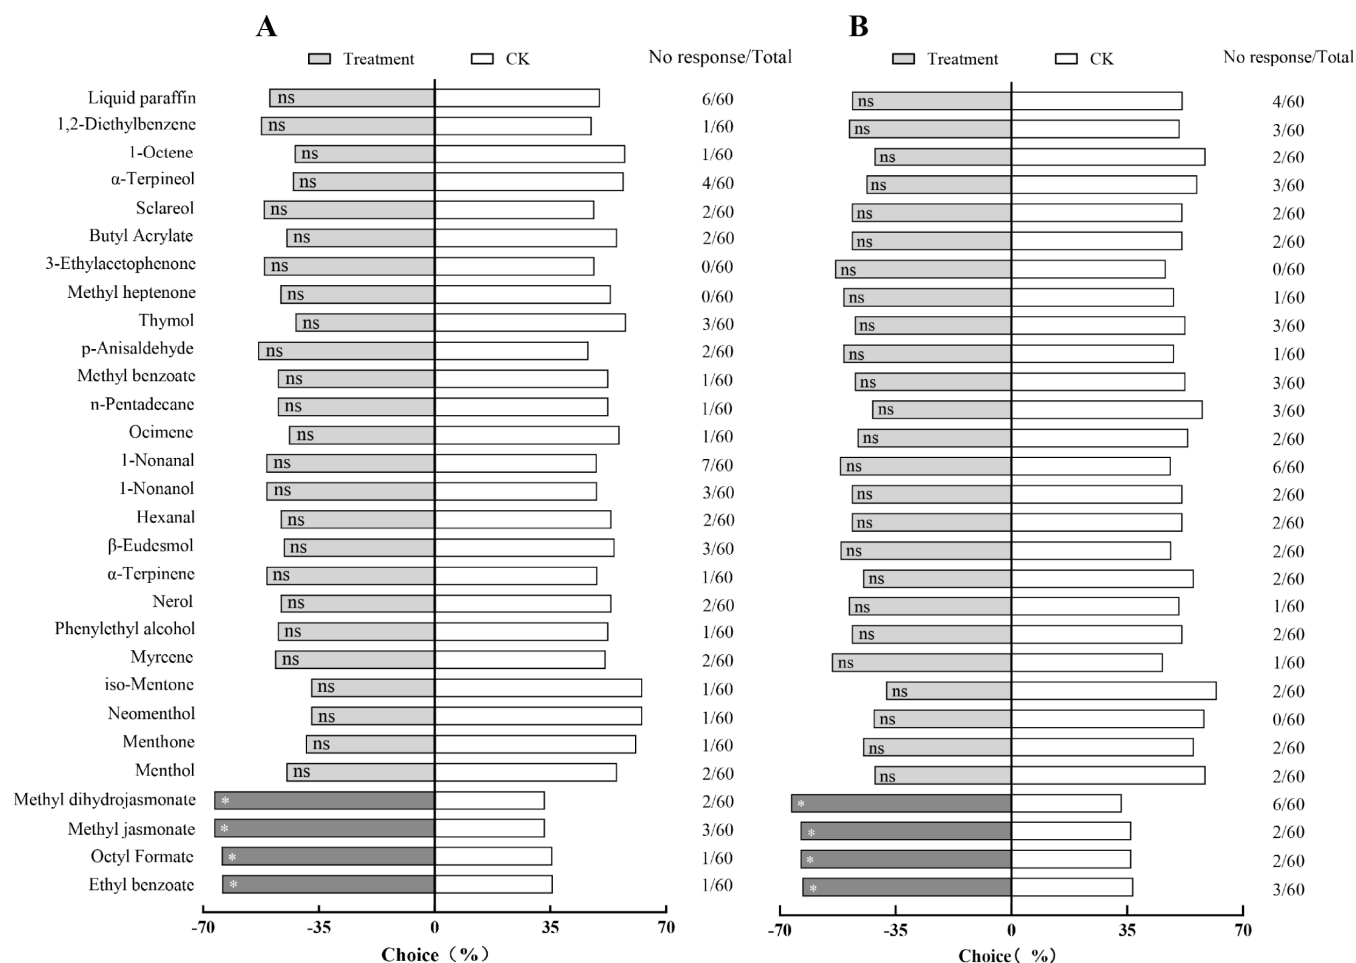 A B
Treatment CK No response/Total Treatment CK No response/Total
Liquid paraffin ns 6/60 ns 4/60
1,2-Diethylbenzene ns 1/60 ns 3/60
1-Octene ns 1/60 ns 2/60
α-Terpineol ns 4/60 ns 3/60
Sclareol ns 2/60 ns 2/60
Butyl Acrylate ns 2/60 ns 2/60
3-Ethylacetophenone ns 0/60 ns 0/60
Methyl heptenone ns 0/60 ns 1/60
Thymol ns 3/60 ns 3/60
p-Anisaldehyde ns 2/60 ns 1/60
Methyl benzoate ns 1/60 ns 3/60
n-Pentadecane ns 1/60 ns 3/60
Ocimene ns 1/60 ns 2/60
1-Nonanal ns 7/60 ns 6/60
1-Nonanol ns 3/60 ns 2/60
Hexanal ns 2/60 ns 2/60
β-Eudesmol ns 3/60 ns 2/60
α-Terpinene ns 1/60 ns 2/60
Nerol ns 2/60 ns 1/60
Phenylethyl alcohol ns 1/60 ns 2/60
Myrcene ns 2/60 ns 1/60
iso-Mentone ns 1/60 ns 2/60
Neomenthol ns 1/60 ns 0/60
Menthone ns 1/60 ns 2/60
Menthol ns 2/60 ns 2/60
Methyl dihydrojasmonate * 2/60 * 6/60
Methyl jasmonate * 3/60 * 2/60
Octyl Formate * 1/60 * 2/60
Ethyl benzoate * 1/60 * 3/60
-70 -35 0 35 70 -70 -35 0 35 70
Choice（%） Choice( %)